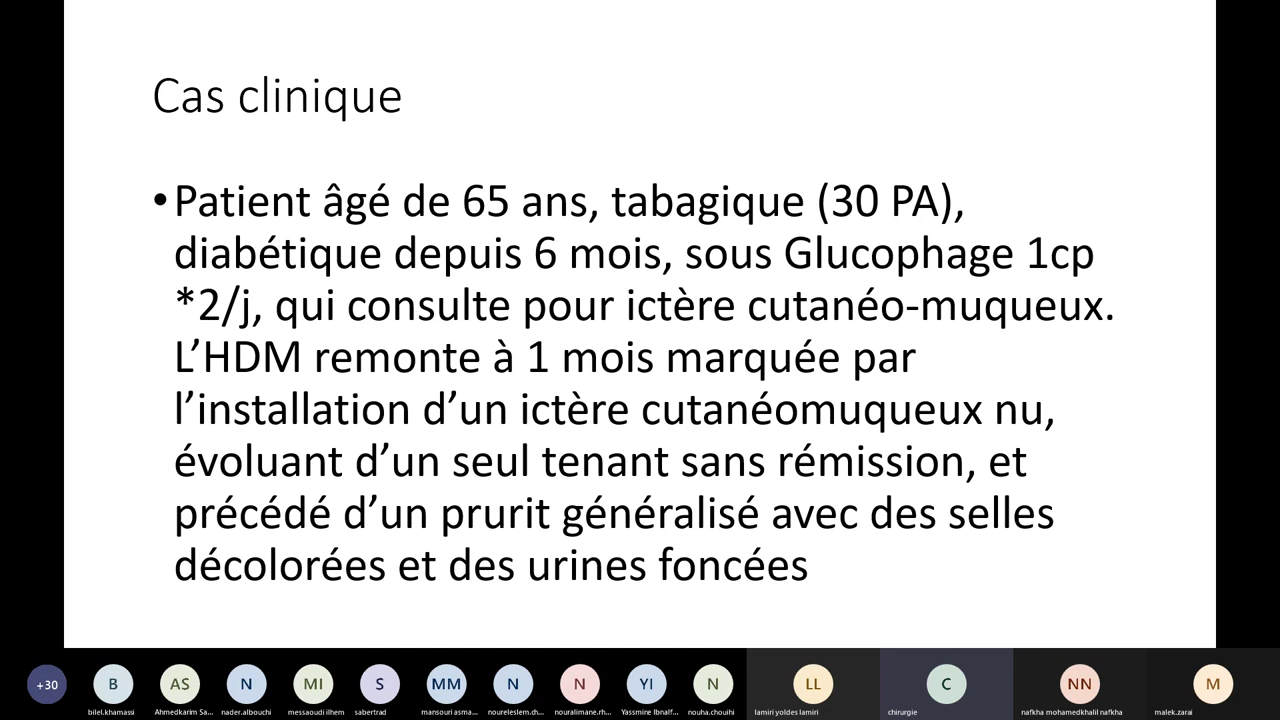 Cas clinique
•Patient âgé de 65 ans, tabagique (30 PA),
diabétique depuis 6 mois, sous Glucophage 1cp
*2/j, qui consulte pour ictère cutanéo-muqueux.
L’HDM remonte à 1 mois marquée par
l’installation d’un ictère cutanéomuqueux nu,
évoluant d’un seul tenant sans rémission, et
précédé d’un prurit généralisé avec des selles
décolorées et des urines foncées
+30 B AS N MI S MM N N YI N LL C NN M
bilel.khamassi Ahmedkarim Sa... nader.albouchi messaoudi ilhem sabertrad mansouri asma... noureleslem.ch... nouralimane.rh... Yassmine Ibnalf... nouha.chouihi lamiri yoldes lamiri chirurgie nafkha mohamedkhalil nafkha malek.zarai